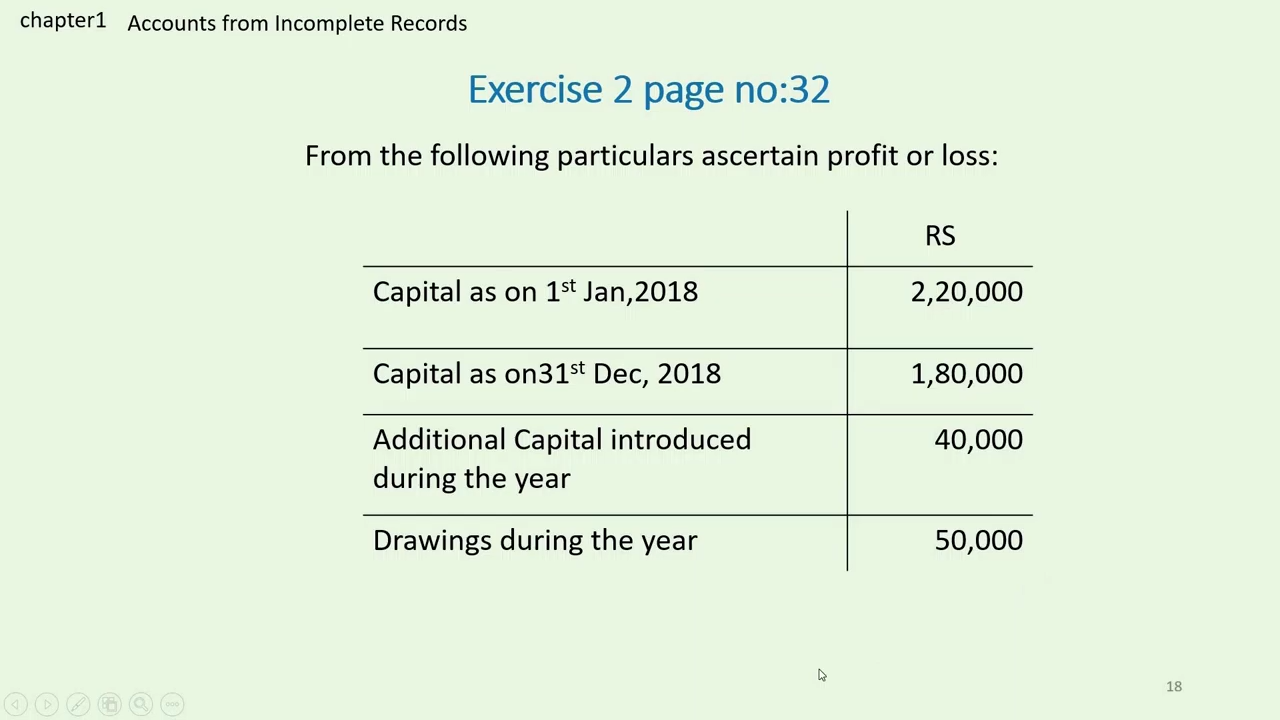 chapter1 Accounts from Incomplete Records
Exercise 2 page no:32
From the following particulars ascertain profit or loss:
RS
Capital as on 1st Jan,2018 2,20,000
Capital as on31st Dec, 2018 1,80,000
Additional Capital introduced 40,000
during the year
Drawings during the year 50,000
18